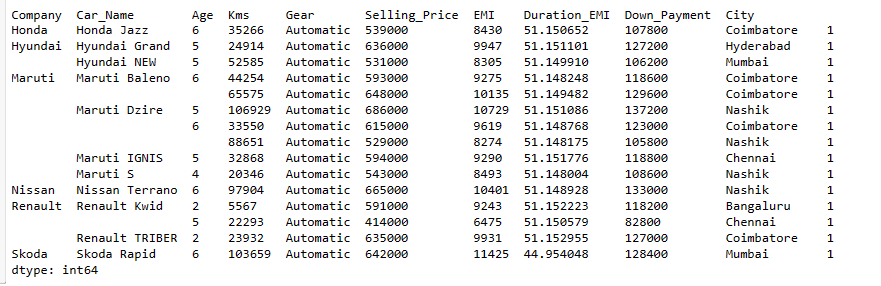 Company  Car_Name        Age  Kms     Gear       Selling_Price  EMI    Duration_EMI  Down_Payment  City
Honda    Honda Jazz      6    35266   Automatic  539000         8430   51.150652     107800        Coimbatore    1
Hyundai  Hyundai Grand   5    24914   Automatic  636000         9947   51.151101     127200        Hyderabad     1
         Hyundai NEW     5    52585   Automatic  531000         8305   51.149910     106200        Mumbai        1
Maruti   Maruti Baleno   6    44254   Automatic  593000         9275   51.148248     118600        Coimbatore    1
                              65575   Automatic  648000         10135  51.149482     129600        Coimbatore    1
         Maruti Dzire    5    106929  Automatic  686000         10729  51.151086     137200        Nashik        1
                         6    33550   Automatic  615000         9619   51.148768     123000        Coimbatore    1
                              88651   Automatic  529000         8274   51.148175     105800        Nashik        1
         Maruti IGNIS    5    32868   Automatic  594000         9290   51.151776     118800        Chennai       1
         Maruti S        4    20346   Automatic  543000         8493   51.148004     108600        Nashik        1
Nissan   Nissan Terrano  6    97904   Automatic  665000         10401  51.148928     133000        Nashik        1
Renault  Renault Kwid    2    5567    Automatic  591000         9243   51.152223     118200        Bangaluru     1
                         5    22293   Automatic  414000         6475   51.150579     82800         Chennai       1
         Renault TRIBER  2    23932   Automatic  635000         9931   51.152955     127000        Coimbatore    1
Skoda    Skoda Rapid     6    103659  Automatic  642000         11425  44.954048     128400        Mumbai        1
dtype: int64